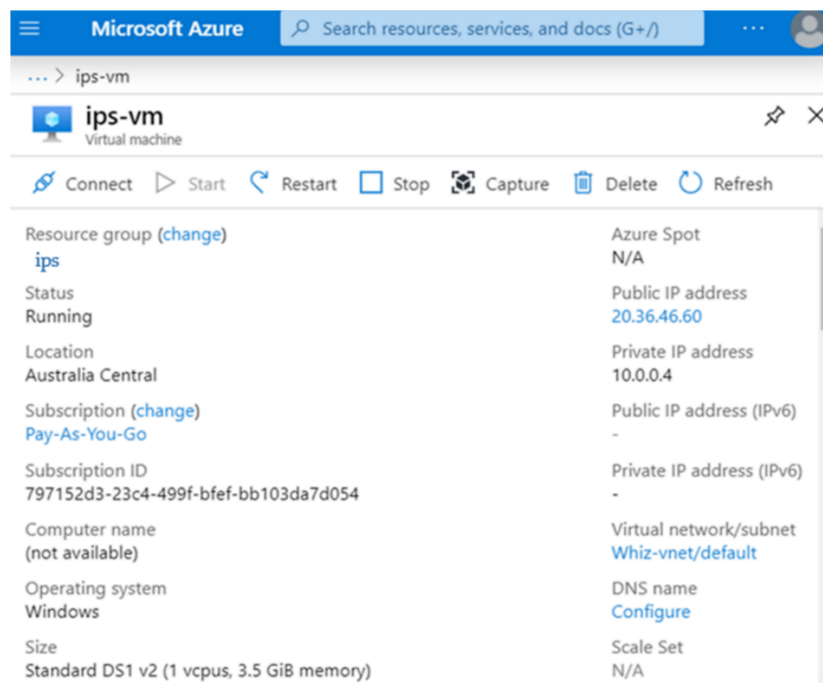 Microsoft Azure
Search resources, services, and docs (G+/)
...
... > ips-vm
ips-vm
Virtual machine
Connect
Start
Restart
Stop
Capture
Delete
Refresh
Resource group (change)
ips
Status
Running
Location
Australia Central
Subscription (change)
Pay-As-You-Go
Subscription ID
797152d3-23c4-499f-bfef-bb103da7d054
Computer name
(not available)
Operating system
Windows
Size
Standard DS1 v2 (1 vcpus, 3.5 GiB memory)
Azure Spot
N/A
Public IP address
20.36.46.60
Private IP address
10.0.0.4
Public IP address (IPv6)
-
Private IP address (IPv6)
-
Virtual network/subnet
Whiz-vnet/default
DNS name
Configure
Scale Set
N/A